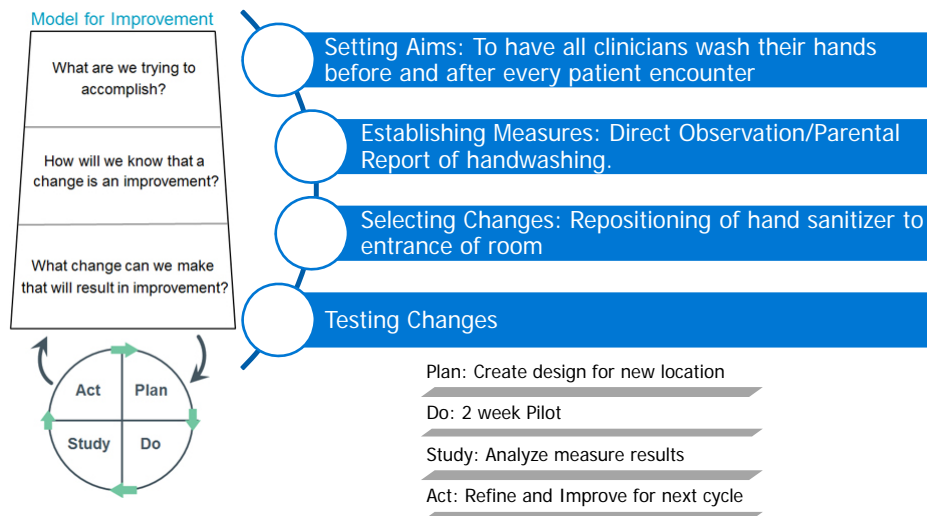 Model for Improvement
What are we trying to
accomplish?
How will we know that a
change is an improvement?
What change can we make
that will result in improvement?
Act
Plan
Study
Do
Setting Aims: To have all clinicians wash their hands
before and after every patient encounter
Establishing Measures: Direct Observation/Parental
Report of handwashing.
Selecting Changes: Repositioning of hand sanitizer to
entrance of room
Testing Changes
Plan: Create design for new location
Do: 2 week Pilot
Study: Analyze measure results
Act: Refine and Improve for next cycle